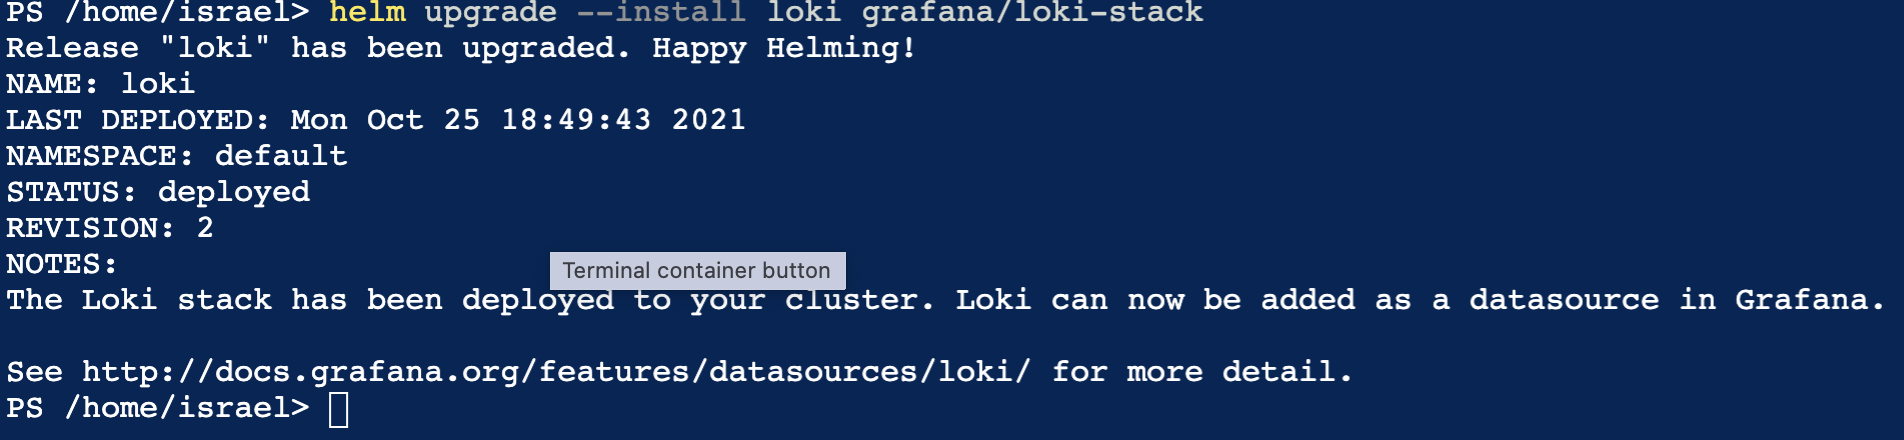 PS /home/israel> helm upgrade --install loki grafana/loki-stack
Release "loki" has been upgraded. Happy Helming!
NAME: loki
LAST DEPLOYED: Mon Oct 25 18:49:43 2021
NAMESPACE: default
STATUS: deployed
REVISION: 2
NOTES:
Terminal container button
The Loki stack has been deployed to your cluster. Loki can now be added as a datasource in Grafana.
See http://docs.grafana.org/features/datasources/loki/ for more detail.
PS /home/israel>